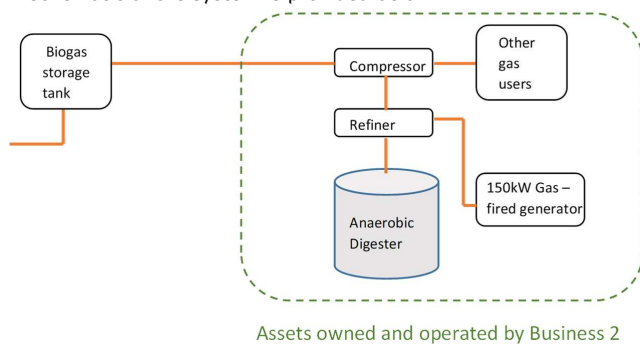 Biogas
storage
tank
Compressor
Other
gas
users
Refiner
150kW Gas –
fired generator
Anaerobic
Digester
Assets owned and operated by Business 2